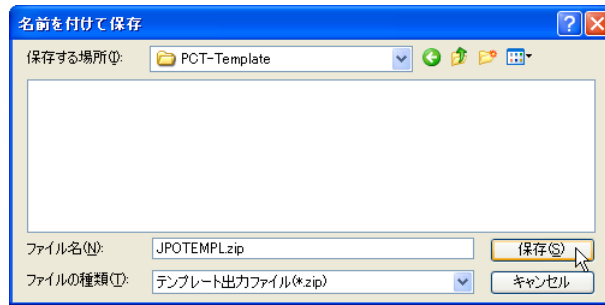 名前を付けて保存
保存する場所(I): PCT-Template
ファイル名(N): JPOTEMPL.zip 保存(S)
ファイルの種類(T): テンプレート出力ファイル(*.zip) キャンセル